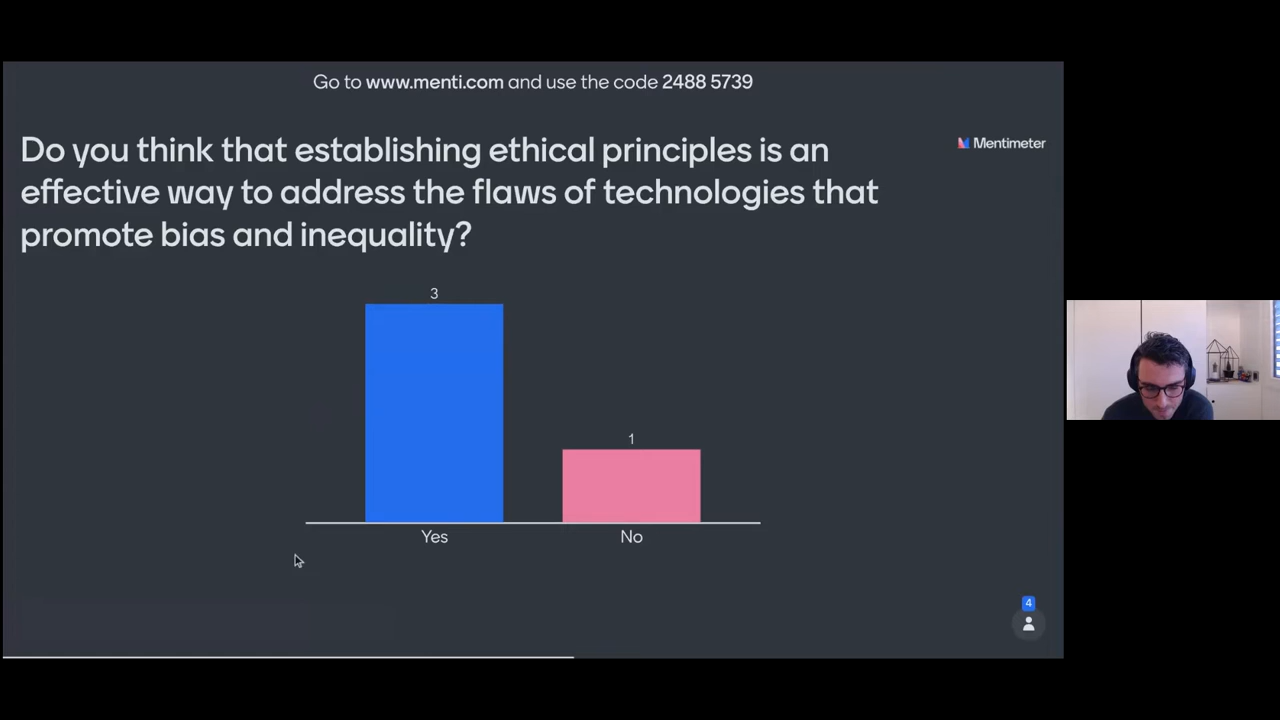 Go to www.menti.com and use the code 2488 5739
Do you think that establishing ethical principles is an
effective way to address the flaws of technologies that
promote bias and inequality?
Mentimeter
3
1
Yes
No
4